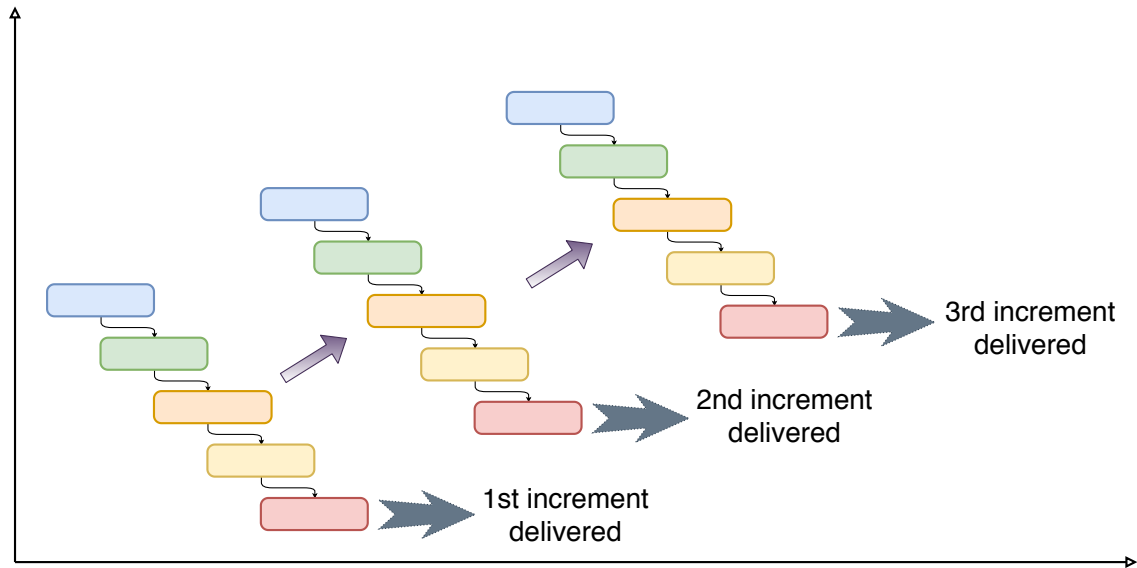 3rd increment
delivered
2nd increment
delivered
1st increment
delivered